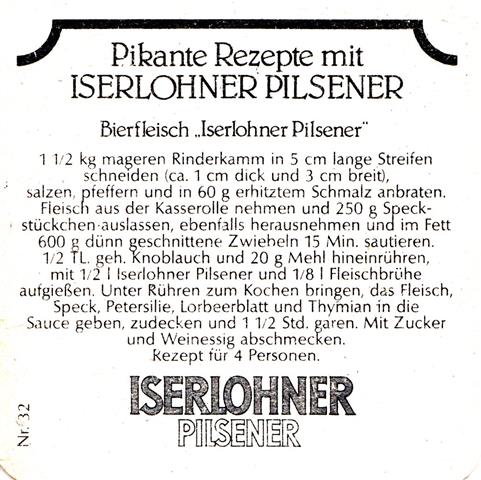 Pikante Rezepte mit
ISERLOHNER PILSENER
Bierfleisch „Iserlohner Pilsener"
1 1/2 kg mageren Rinderkamm in 5 cm lange Streifen
schneiden (ca. 1 cm dick und 3 cm breit),
salzen, pfeffern und in 60 g erhitztem Schmalz anbraten.
Fleisch aus der Kasserolle nehmen und 250 g Speck-
stückchen auslassen, ebenfalls herausnehmen und im Fett
600 g dünn geschnittene Zwiebeln 15 Min. sautieren.
1/2 TL. geh. Knoblauch und 20 g Mehl hineinrühren,
mit 1/2 l Iserlohner Pilsener und 1/8 l Fleischbrühe
aufgießen. Unter Rühren zum Kochen bringen, das Fleisch,
Speck, Petersilie, Lorbeerblatt und Thymian in die
Sauce geben, zudecken und 1 1/2 Std. garen. Mit Zucker
und Weinessig abschmecken.
Rezept für 4 Personen.
ISERLOHNER
PILSENER
Nr. 32